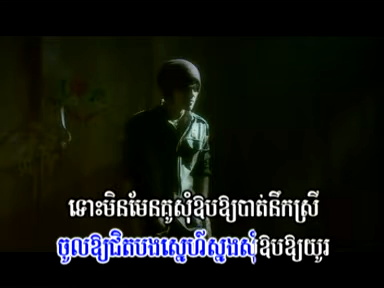 ទោះមិនមែនគូសុំឱបឱ្យបាត់នឹកស្រី
ចូលឱ្យជិតបងស្នេហ៍ស្នងសុំឱបឱ្យយូរ